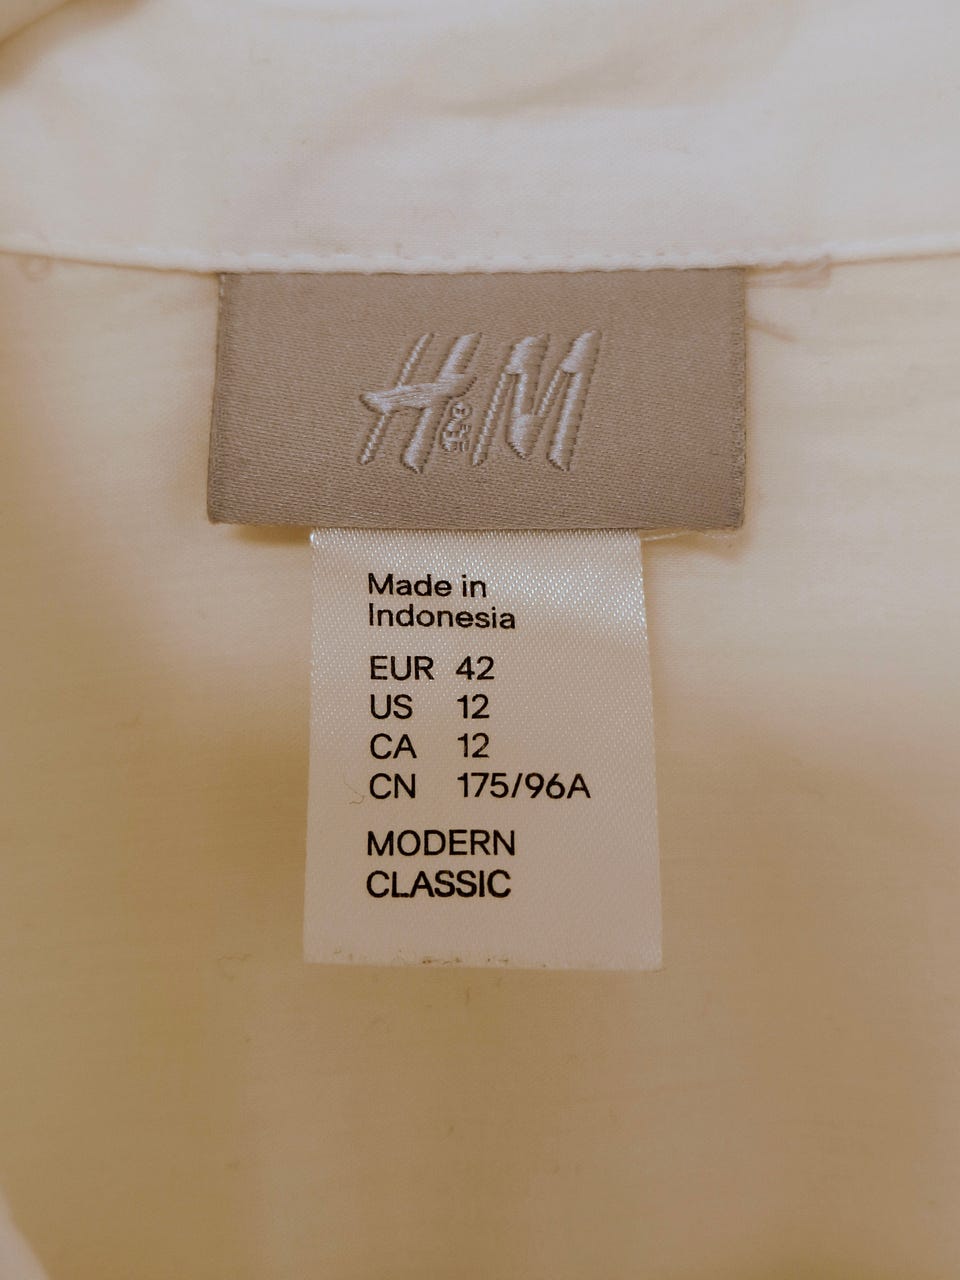 H&M
Made in
Indonesia
EUR 42
US 12
CA 12
CN 175/96A
MODERN
CLASSIC